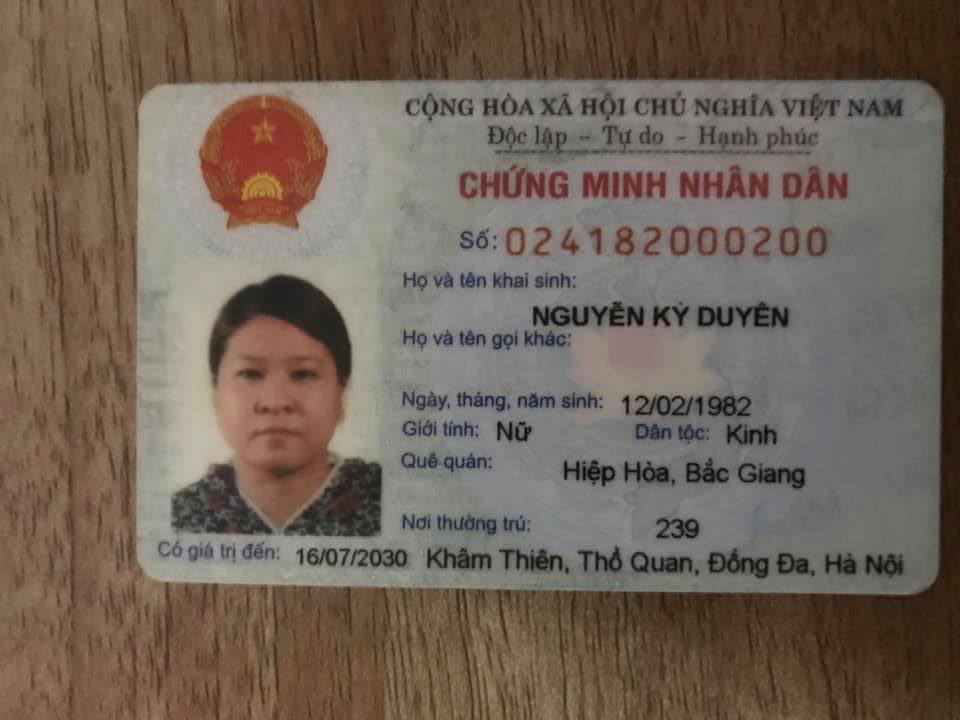 CỘNG HÒA XÃ HỘI CHỦ NGHĨA VIỆT NAM
Độc lập - Tự do - Hạnh phúc
CHỨNG MINH NHÂN DÂN
Số: 024182000200
Họ và tên khai sinh:
NGUYỄN KỲ DUYÊN
Họ và tên gọi khác:
Ngày, tháng, năm sinh: 12/02/1982
Giới tính: Nữ Dân tộc: Kinh
Quê quán:
Hiệp Hòa, Bắc Giang
Nơi thường trú: 239
Khâm Thiên, Thổ Quan, Đống Đa, Hà Nội
Có giá trị đến: 16/07/2030